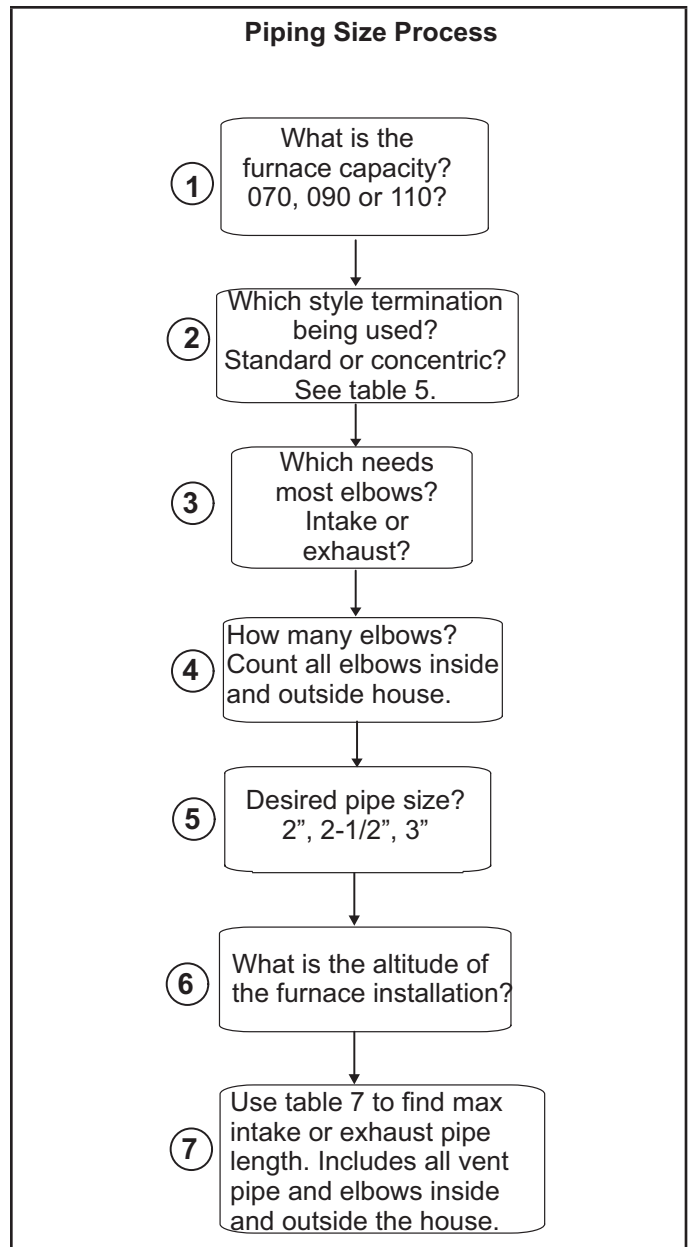 Piping Size Process
1
What is the
furnace capacity?
070, 090 or 110?
2
Which style termination
being used?
Standard or concentric?
See table 5.
3
Which needs
most elbows?
Intake or
exhaust?
4
How many elbows?
Count all elbows inside
and outside house.
5
Desired pipe size?
2”, 2-1/2”, 3”
6
What is the altitude of
the furnace installation?
7
Use table 7 to find max
intake or exhaust pipe
length. Includes all vent
pipe and elbows inside
and outside the house.